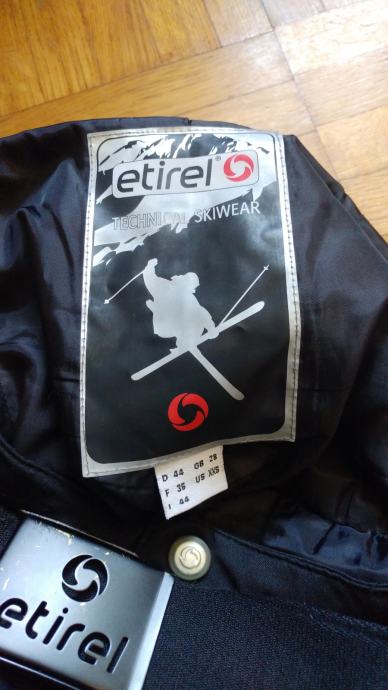 etirel®
TECHNICAL SKIWEAR
D 44 GB 28
F 36 US XXS
I 44
etirel